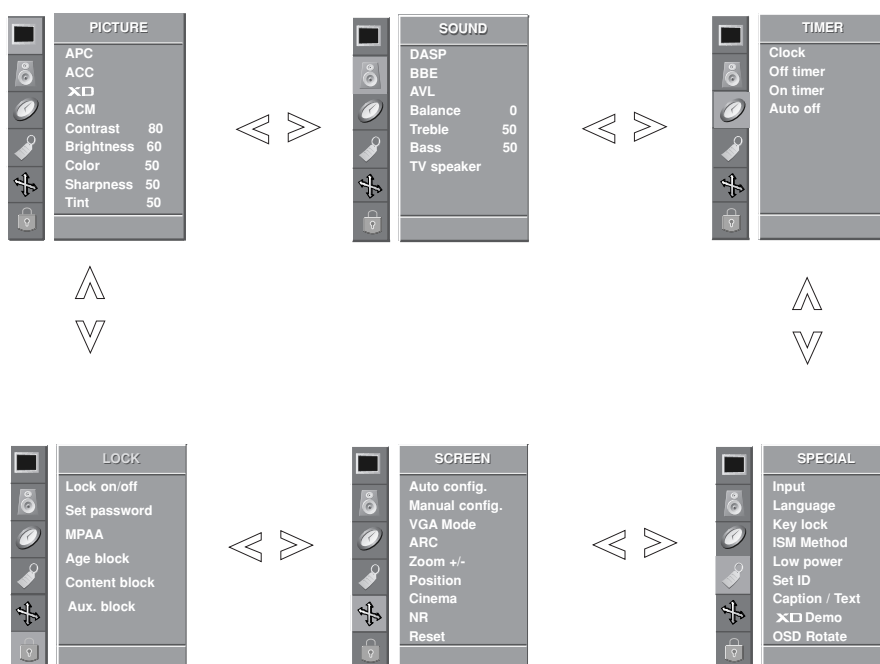 PICTURE
APC
ACC
XD
ACM
Contrast 80
Brightness 60
Color 50
Sharpness 50
Tint 50
SOUND
DASP
BBE
AVL
Balance 0
Treble 50
Bass 50
TV speaker
TIMER
Clock
Off timer
On timer
Auto off
LOCK
Lock on/off
Set password
MPAA
Age block
Content block
Aux. block
SCREEN
Auto config.
Manual config.
VGA Mode
ARC
Zoom +/-
Position
Cinema
NR
Reset
SPECIAL
Input
Language
Key lock
ISM Method
Low power
Set ID
Caption / Text
XD Demo
OSD Rotate